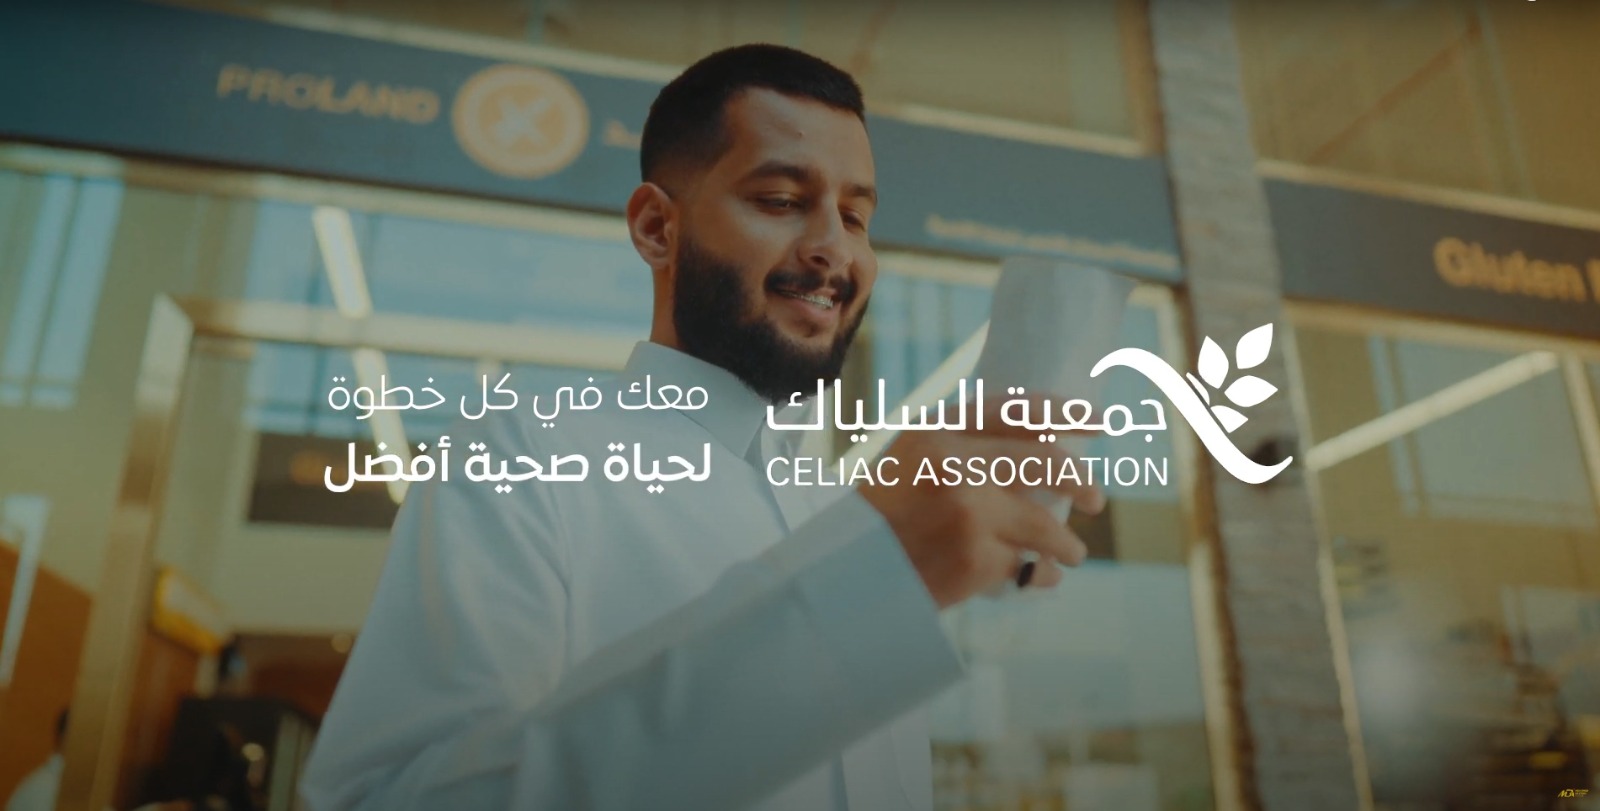 PROLAND
Gluten
جمعية السلياك
CELIAC ASSOCIATION
معك في كل خطوة
لحياة صحية أفضل